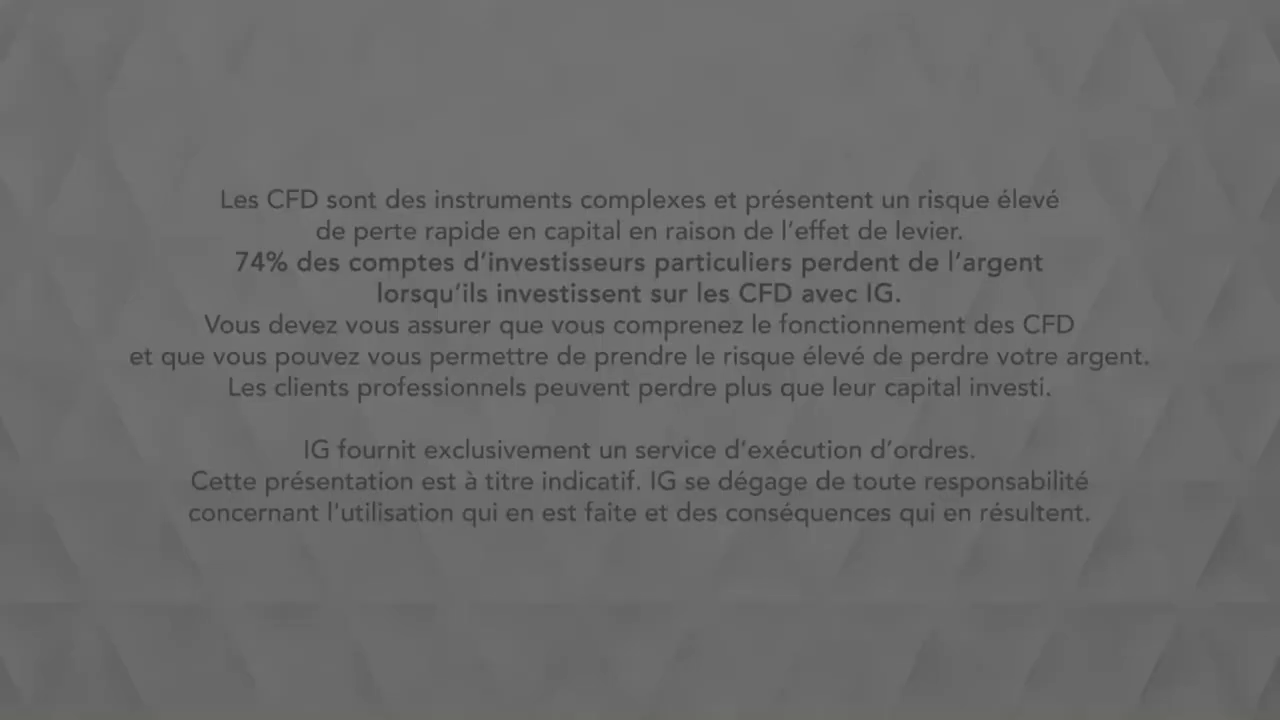 Les CFD sont des instruments complexes et présentent un risque élevé
de perte rapide en capital en raison de l’effet de levier.
74% des comptes d’investisseurs particuliers perdent de l’argent
lorsqu’ils investissent sur les CFD avec IG.
Vous devez vous assurer que vous comprenez le fonctionnement des CFD
et que vous pouvez vous permettre de prendre le risque élevé de perdre votre argent.
Les clients professionnels peuvent perdre plus que leur capital investi.
IG fournit exclusivement un service d’exécution d’ordres.
Cette présentation est à titre indicatif. IG se dégage de toute responsabilité
concernant l'utilisation qui en est faite et des conséquences qui en résultent.